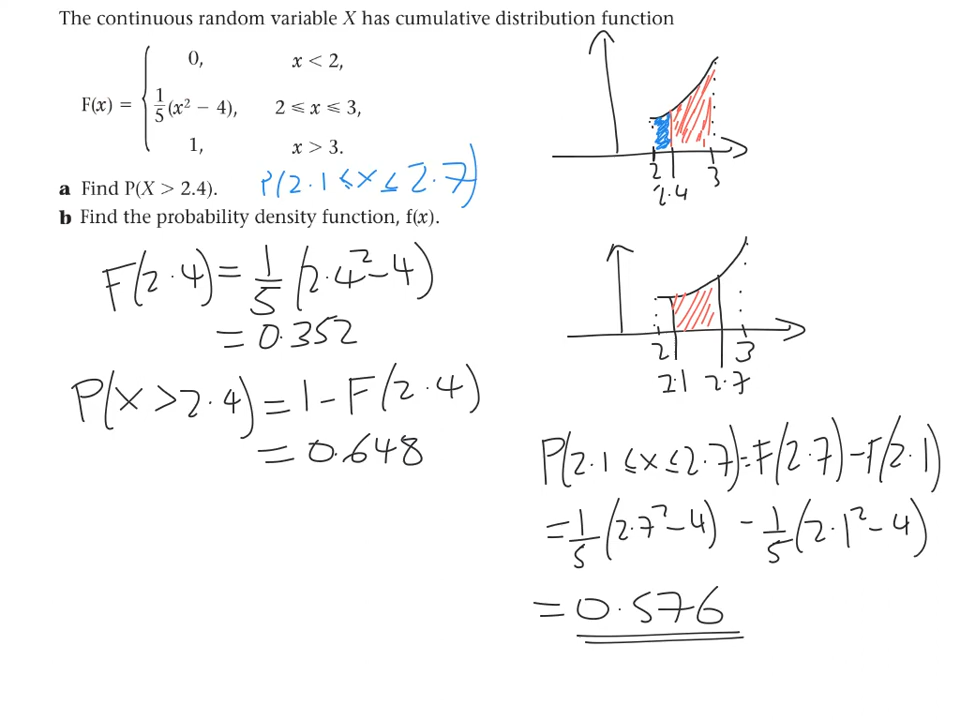 The continuous random variable X has cumulative distribution function
0, x < 2,
F(x) = { 1/5 (x² − 4), 2 ⩽ x ⩽ 3,
1, x > 3.
a Find P(X > 2.4). P(2.1 ≤ x ≤ 2.7)
b Find the probability density function, f(x).
F(2.4) = 1/5 (2.4² − 4)
= 0.352
P(X > 2.4) = 1 − F(2.4)
= 0.648
2 3
2.4
2 3
2.1 2.7
P(2.1 ≤ x ≤ 2.7) = F(2.7) − F(2.1)
= 1/5 (2.7² − 4) − 1/5 (2.1² − 4)
= 0.576